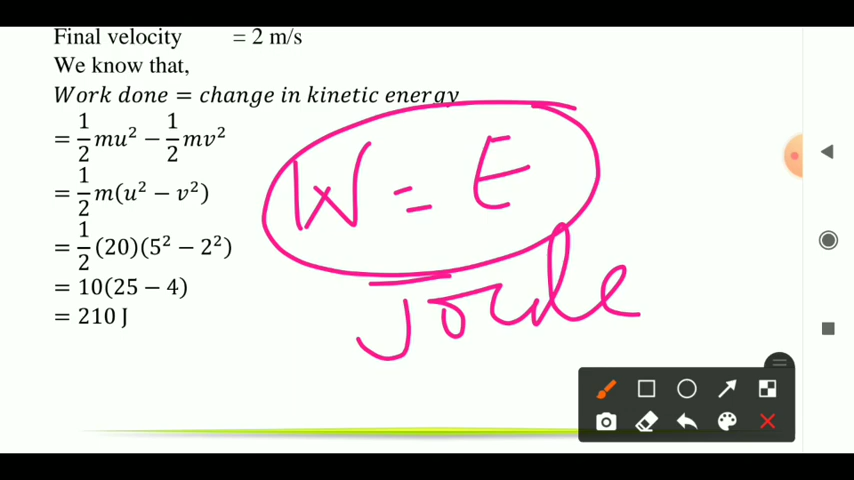 Final velocity = 2 m/s
We know that,
Work done = change in kinetic energy
= 1/2 mu² − 1/2 mv²
= 1/2 m(u² − v²)
= 1/2 (20)(5² − 2²)
= 10(25 − 4)
= 210 J
W = E